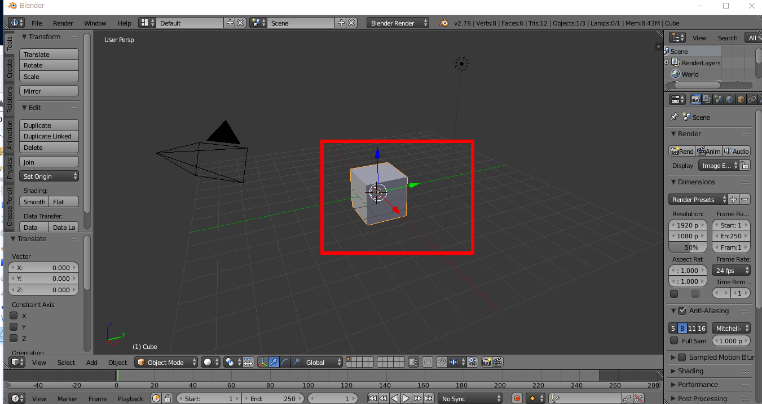 Blender
File Render Window Help Default Scene Blender Render v2.78 | Verts:8 | Faces:6 | Tris:12 | Objects:1/3 | Lamps:0/1 | Mem:8.43M | Cube
Tools
Create
Relations
Animation
Physics
Grease Pencil
Transform
Translate
Rotate
Scale
Mirror
Edit
Duplicate
Duplicate Linked
Delete
Join
Set Origin
Shading:
Smooth Flat
Data Transfer:
Data Data La
Translate
Vector
X: 0.000
Y: 0.000
Z: 0.000
Constraint Axis
X
Y
Z
Orientation
User Persp
(1) Cube
View Select Add Object Object Mode Global
-40 -20 0 20 40 60 80 100 120 140 160 180 200 220 240 260 280
View Marker Frame Playback Start: 1 End: 250 1 No Sync
View Search All S
Scene
RenderLayers
World
Scene
Render
Rend Anim Audio
Display Image E...
Dimensions
Render Presets
Resolution: Frame Ra...
1920 p Start: 1
1080 p En:250
50% Fram:1
Aspect Rat Frame Rate:
: 1.000 24 fps
: 1.000 Time Rem...
1
Anti-Aliasing
5 8 11 16 Mitchell-
Full Sam 1.000 p
Sampled Motion Blur
Shading
Performance
Post Processing